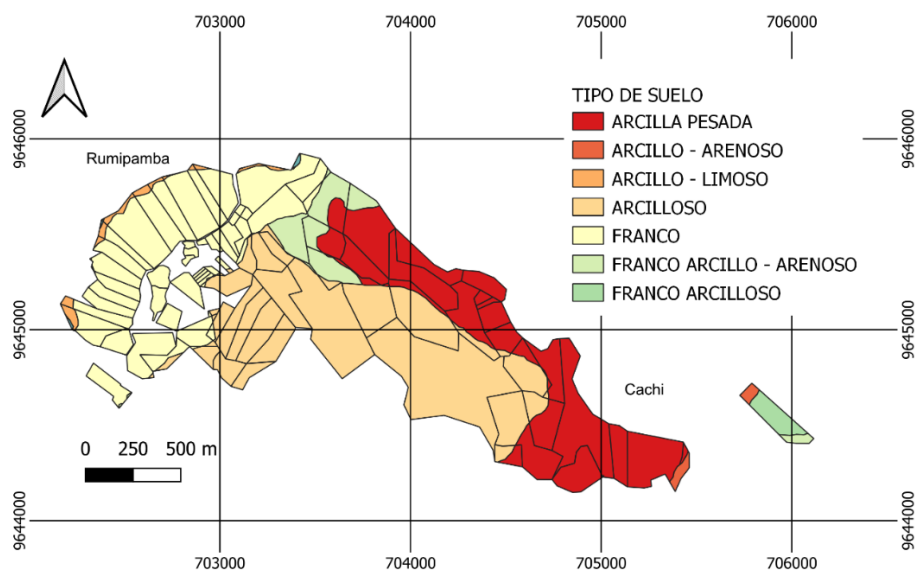 703000 704000 705000 706000
TIPO DE SUELO
ARCILLA PESADA
ARCILLO - ARENOSO
ARCILLO - LIMOSO
ARCILLOSO
FRANCO
FRANCO ARCILLO - ARENOSO
FRANCO ARCILLOSO
9646000 9646000
Rumipamba
9645000 9645000
Cachi
0 250 500 m
9644000 9644000
703000 704000 705000 706000